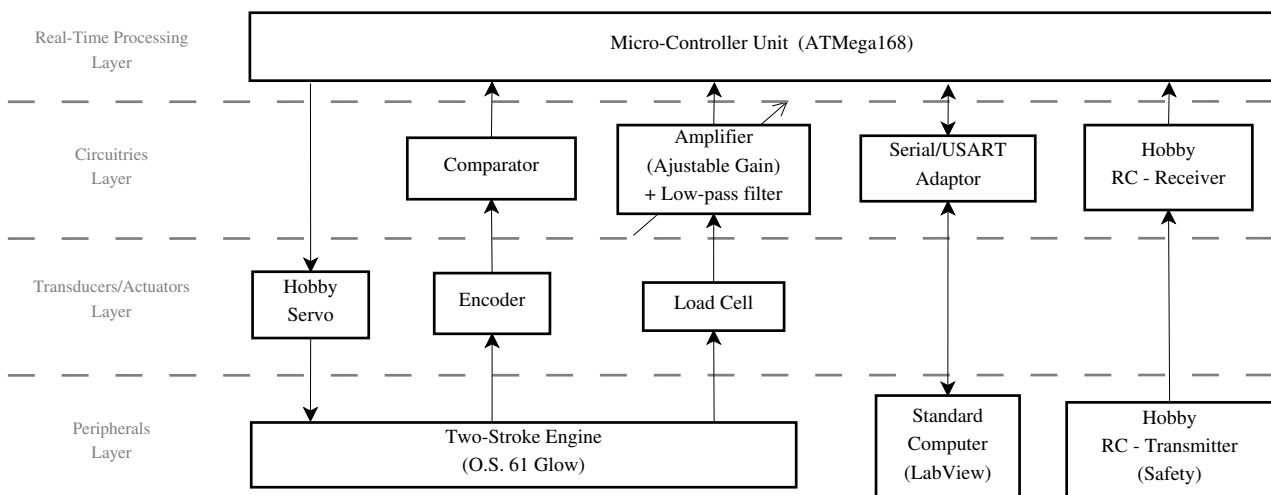 Real-Time Processing
Layer
Micro-Controller Unit (ATMega168)
Circuitries
Layer
Comparator
Amplifier
(Ajustable Gain)
+ Low-pass filter
Serial/USART
Adaptor
Hobby
RC - Receiver
Transducers/Actuators
Layer
Hobby
Servo
Encoder
Load Cell
Peripherals
Layer
Two-Stroke Engine
(O.S. 61 Glow)
Standard
Computer
(LabView)
Hobby
RC - Transmitter
(Safety)